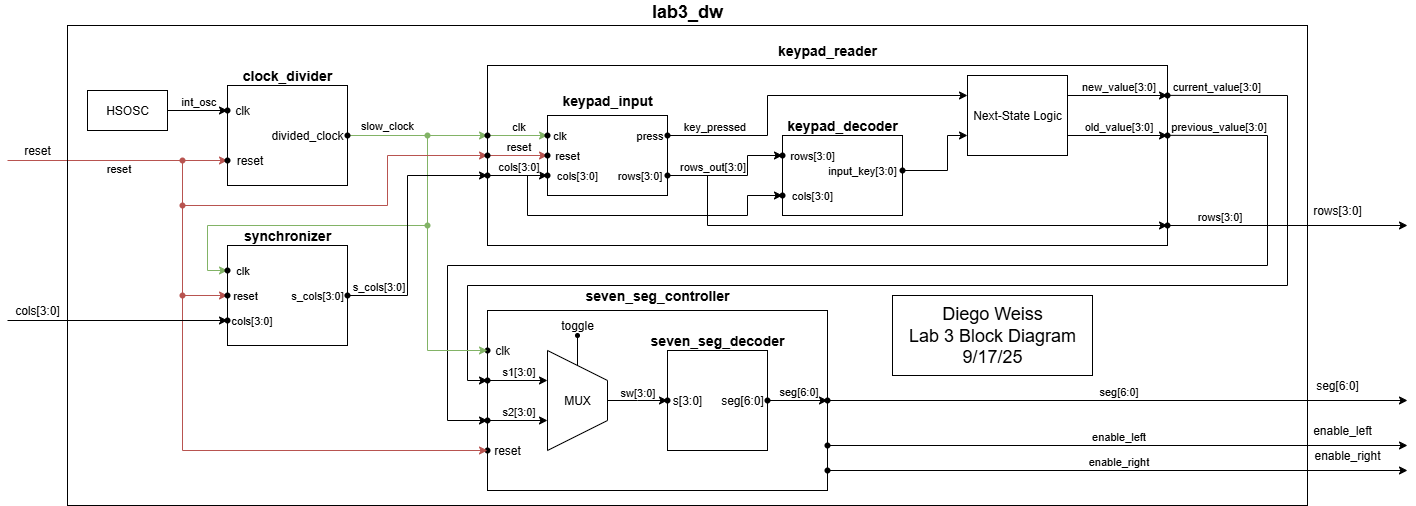 lab3_dw
keypad_reader
clock_divider
HSOSC
int_osc
clk
divided_clock
reset
slow_clock
reset
reset
keypad_input
clk
clk
reset
reset
cols[3:0]
cols[3:0]
press
rows[3:0]
key_pressed
rows_out[3:0]
keypad_decoder
rows[3:0]
input_key[3:0]
cols[3:0]
Next-State Logic
new_value[3:0]
current_value[3:0]
old_value[3:0]
previous_value[3:0]
rows[3:0]
rows[3:0]
synchronizer
clk
reset
s_cols[3:0]
s_cols[3:0]
cols[3:0]
cols[3:0]
seven_seg_controller
toggle
clk
s1[3:0]
s2[3:0]
reset
MUX
sw[3:0]
seven_seg_decoder
s[3:0]
seg[6:0]
seg[6:0]
seg[6:0]
seg[6:0]
enable_left
enable_left
enable_right
enable_right
Diego Weiss
Lab 3 Block Diagram
9/17/25